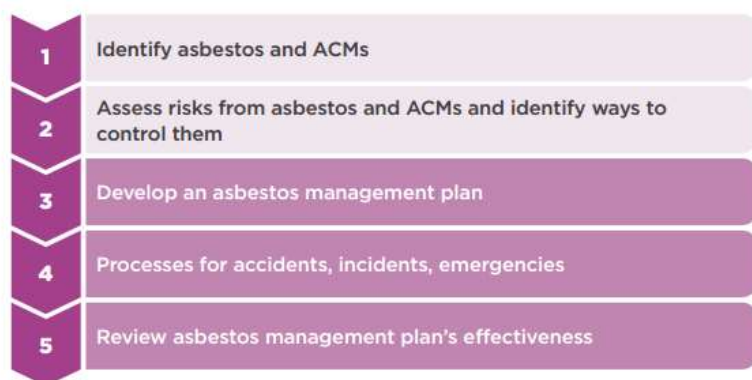 1
Identify asbestos and ACMs
2
Assess risks from asbestos and ACMs and identify ways to
control them
3
Develop an asbestos management plan
4
Processes for accidents, incidents, emergencies
5
Review asbestos management plan's effectiveness